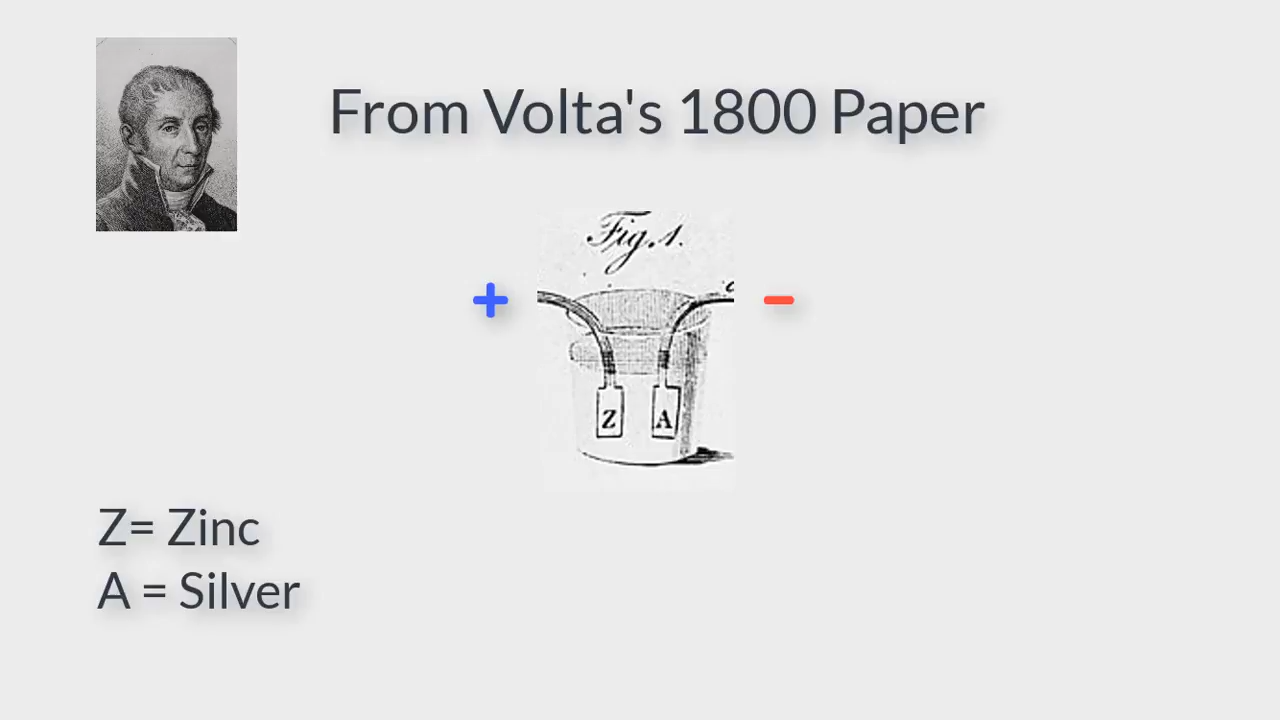 From Volta's 1800 Paper
Fig. 1.
+
−
Z
A
Z= Zinc
A = Silver